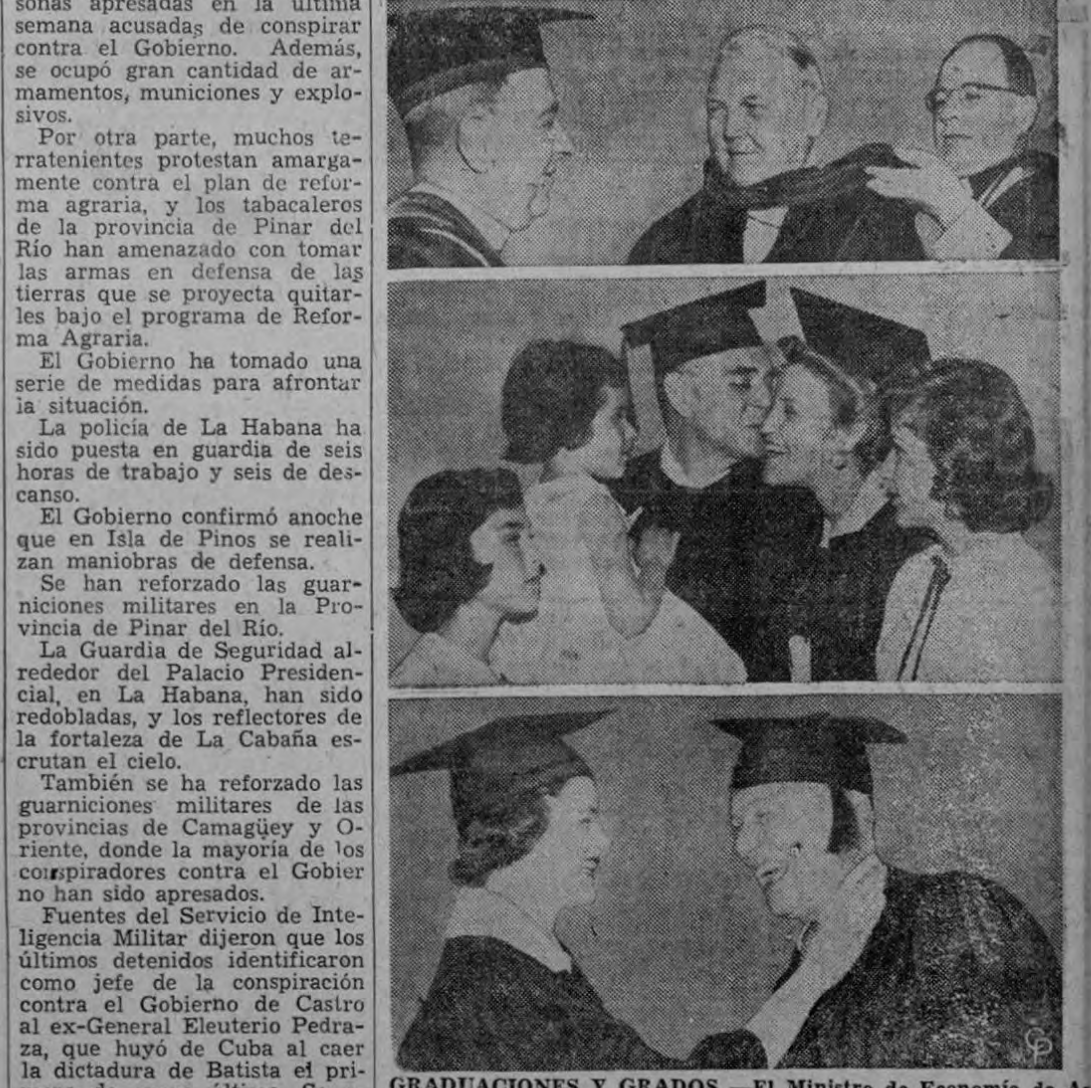 sonas apresadas en la última
semana acusadas de conspirar
contra el Gobierno. Además,
se ocupó gran cantidad de ar-
mamentos, municiones y explo-
sivos.
Por otra parte, muchos te-
rratenientes protestan amarga-
mente contra el plan de refor-
ma agraria, y los tabacaleros
de la provincia de Pinar del
Río han amenazado con tomar
las armas en defensa de las
tierras que se proyecta quitar-
les bajo el programa de Refor-
ma Agraria.
El Gobierno ha tomado una
serie de medidas para afrontar
la situación.
La policía de La Habana ha
sido puesta en guardia de seis
horas de trabajo y seis de des-
canso.
El Gobierno confirmó anoche
que en Isla de Pinos se reali-
zan maniobras de defensa.
Se han reforzado las guar-
niciones militares en la Pro-
vincia de Pinar del Río.
La Guardia de Seguridad al-
rededor del Palacio Presiden-
cial, en La Habana, han sido
redobladas, y los reflectores de
la fortaleza de La Cabaña es-
crutan el cielo.
También se ha reforzado las
guarniciones militares de las
provincias de Camagüey y O-
riente, donde la mayoría de los
conspiradores contra el Gobier
no han sido apresados.
Fuentes del Servicio de Inte-
ligencia Militar dijeron que los
últimos detenidos identificaron
como jefe de la conspiración
contra el Gobierno de Castro
al ex-General Eleuterio Pedra-
za, que huyó de Cuba al caer
la dictadura de Batista el pri-
GRADUACIONES Y GRADOS.—El Ministro de